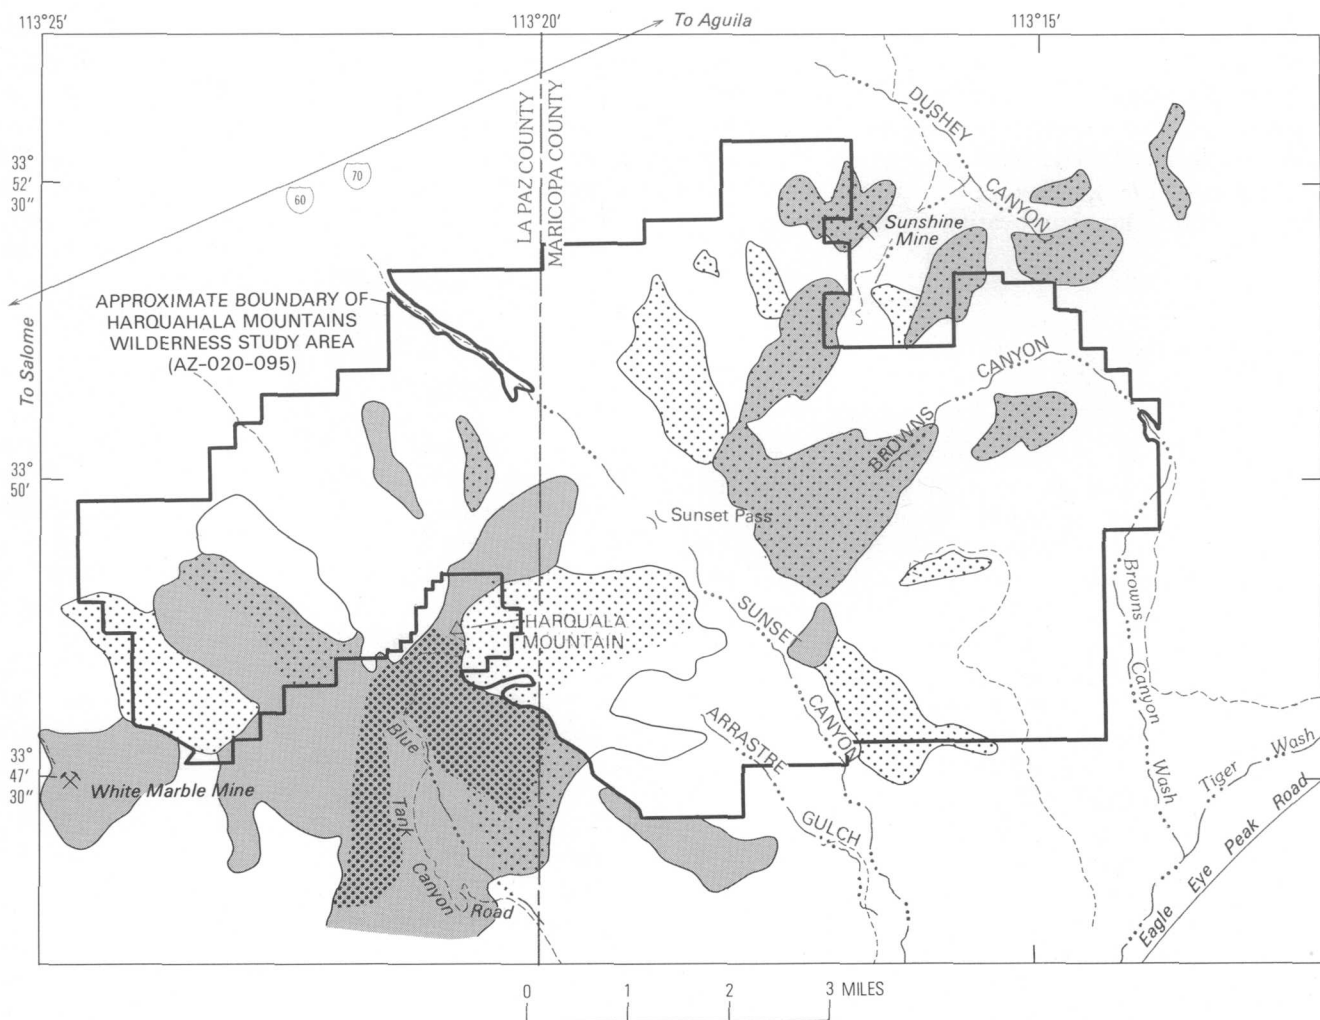 113°25'
113°20'
113°15'
To Aguila
LA PAZ COUNTY
MARICOPA COUNTY
33°
52'
30"
70
60
DUSHEY
CANYON
Sunshine
Mine
APPROXIMATE BOUNDARY OF
HARQUAHALA MOUNTAINS
WILDERNESS STUDY AREA
(AZ-020-095)
To Salome
BROWNS
CANYON
33°
50'
Sunset Pass
HARQUALA
MOUNTAIN
SUNSET
CANYON
Browns
Canyon
Wash
ARRASTRE
GULCH
Blue
Tank
Canyon
Road
33°
47'
30"
White Marble Mine
Tiger Wash
Eagle Eye Peak Road
0 1 2 3 MILES